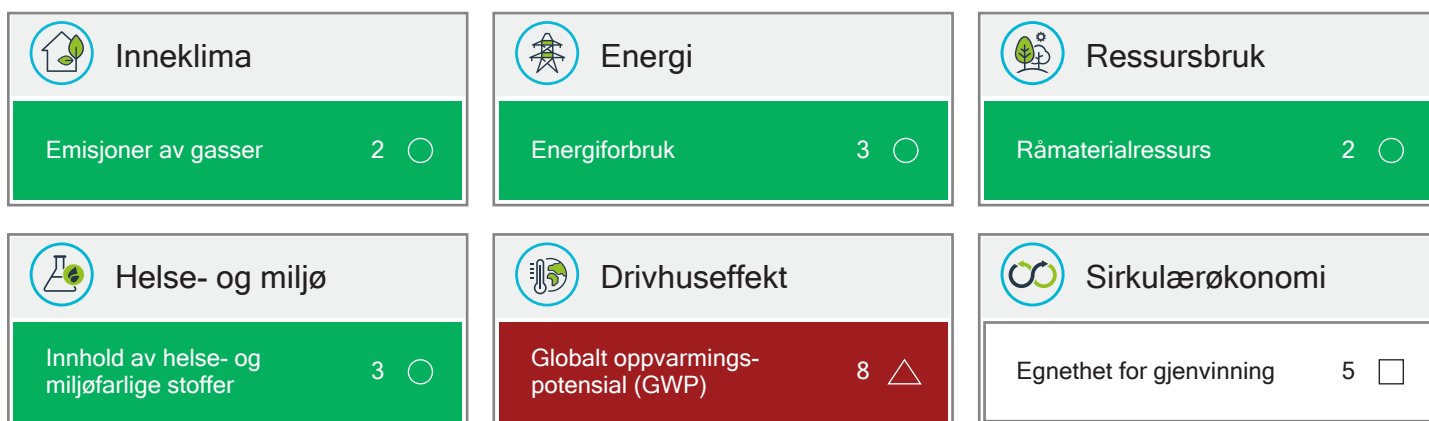 Inneklima
Emisjoner av gasser 2
Energi
Energiforbruk 3
Ressursbruk
Råmaterialressurs 2
Helse- og miljø
Innhold av helse- og
miljøfarlige stoffer 3
Drivhuseffekt
Globalt oppvarmings-
potensial (GWP) 8
Sirkulærøkonomi
Egnethet for gjenvinning 5